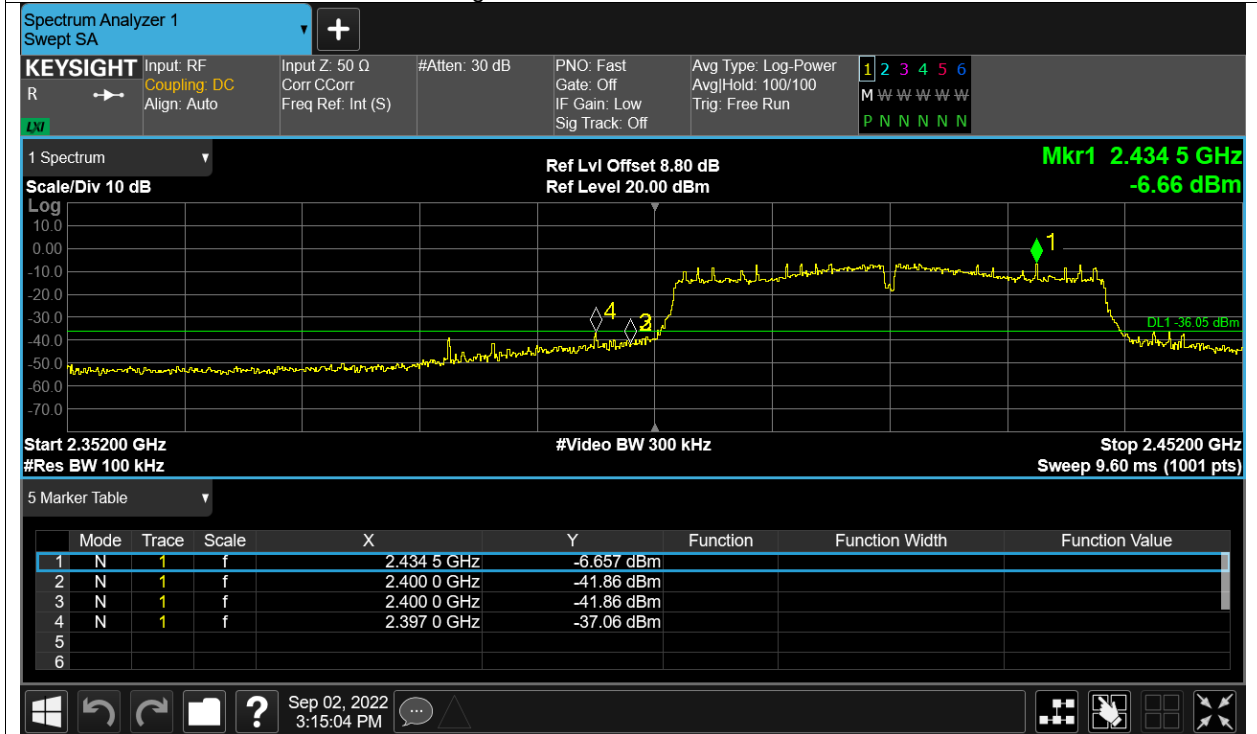 Spectrum Analyzer 1
Swept SA
+
KEYSIGHT Input: RF Input Z: 50 Ω #Atten: 30 dB PNO: Fast Avg Type: Log-Power 1 2 3 4 5 6
R Coupling: DC Corr CCorr Gate: Off Avg|Hold: 100/100 M W W W W W
Align: Auto Freq Ref: Int (S) IF Gain: Low Trig: Free Run
LXI Sig Track: Off P N N N N N
1 Spectrum Ref Lvl Offset 8.80 dB Mkr1 2.434 5 GHz
Scale/Div 10 dB Ref Level 20.00 dBm -6.66 dBm
Log
10.0
0.00 1
-10.0
-20.0
-30.0 4 DL1 -36.05 dBm
-40.0
-50.0
-60.0
-70.0
Start 2.35200 GHz #Video BW 300 kHz Stop 2.45200 GHz
#Res BW 100 kHz Sweep 9.60 ms (1001 pts)
5 Marker Table
Mode Trace Scale X Y Function Function Width Function Value
1 N 1 f 2.434 5 GHz -6.657 dBm
2 N 1 f 2.400 0 GHz -41.86 dBm
3 N 1 f 2.400 0 GHz -41.86 dBm
4 N 1 f 2.397 0 GHz -37.06 dBm
5
6
? Sep 02, 2022
3:15:04 PM